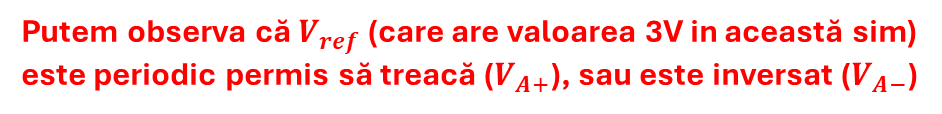 Putem observa că V_ref (care are valoarea 3V in această sim)
este periodic permis să treacă (V_A+), sau este inversat (V_A−)